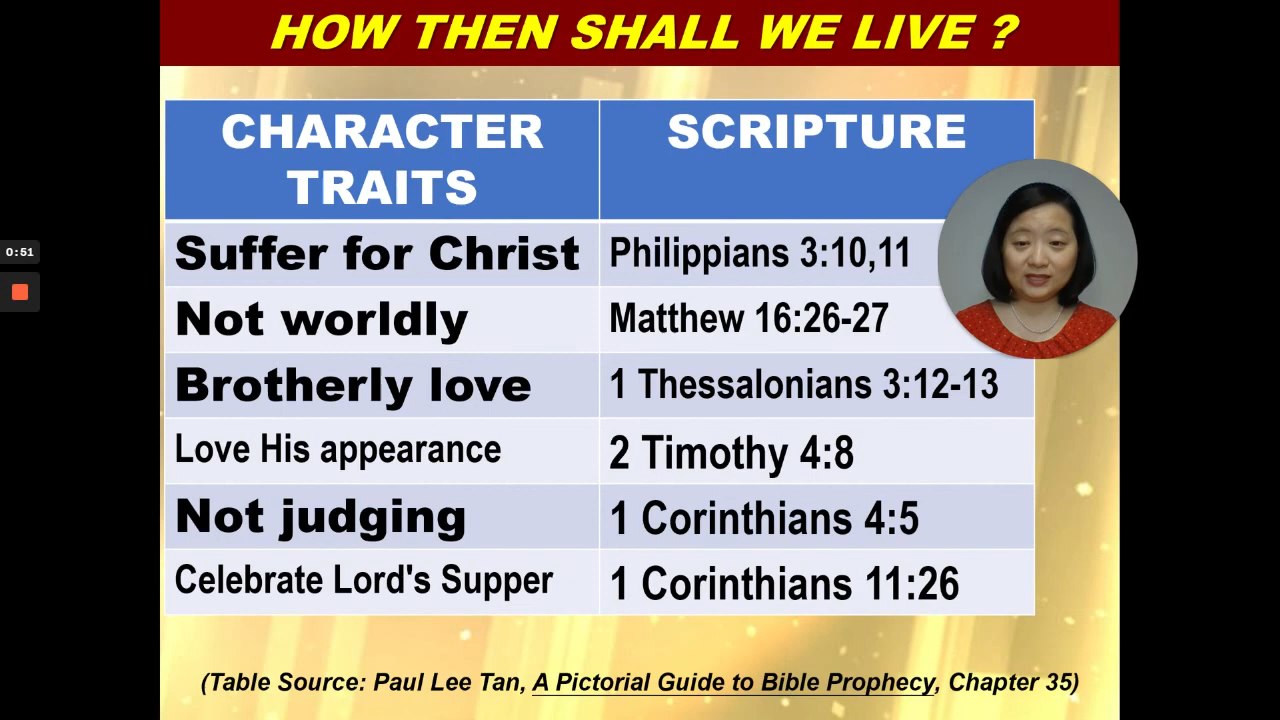 HOW THEN SHALL WE LIVE ?
CHARACTER
TRAITS
SCRIPTURE
Suffer for Christ
Philippians 3:10,11
Not worldly
Matthew 16:26-27
Brotherly love
1 Thessalonians 3:12-13
Love His appearance
2 Timothy 4:8
Not judging
1 Corinthians 4:5
Celebrate Lord's Supper
1 Corinthians 11:26
(Table Source: Paul Lee Tan, A Pictorial Guide to Bible Prophecy, Chapter 35)
0:51